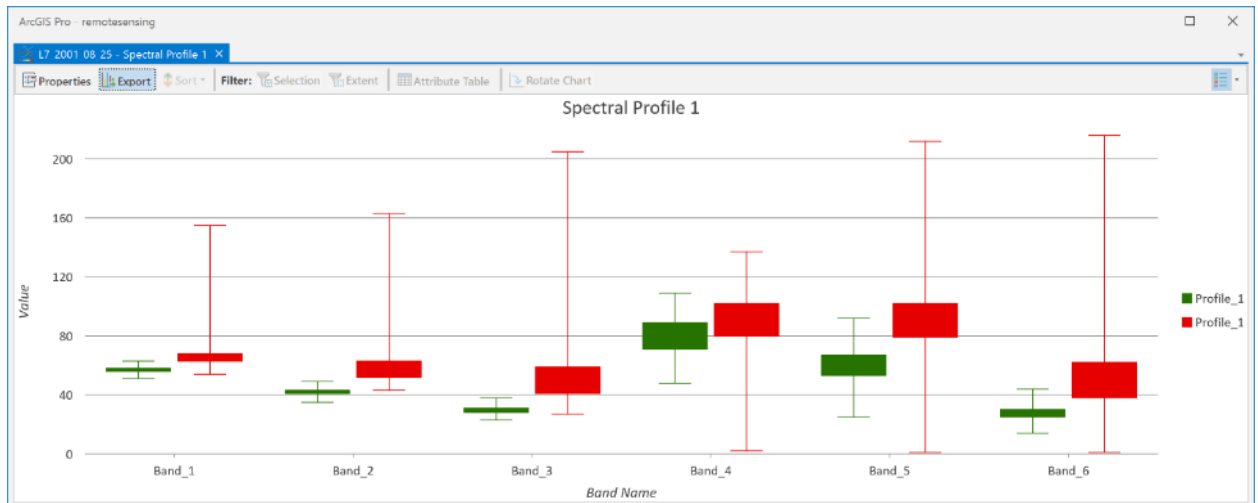 ArcGIS Pro - remotesensing
L7 2001 08 25 - Spectral Profile 1
Properties Export Sort Filter: Selection Extent Attribute Table Rotate Chart
Spectral Profile 1
200
160
120
80
40
0
Value
Band_1 Band_2 Band_3 Band_4 Band_5 Band_6
Band Name
Profile_1
Profile_1